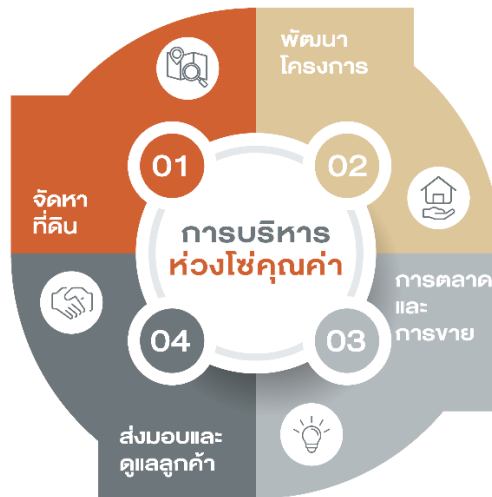 01
จัดหา
ที่ดิน
พัฒนา
โครงการ
02
การบริหาร
ห่วงโซ่คุณค่า
การตลาด
และ
การขาย
03
04
ส่งมอบและ
ดูแลลูกค้า